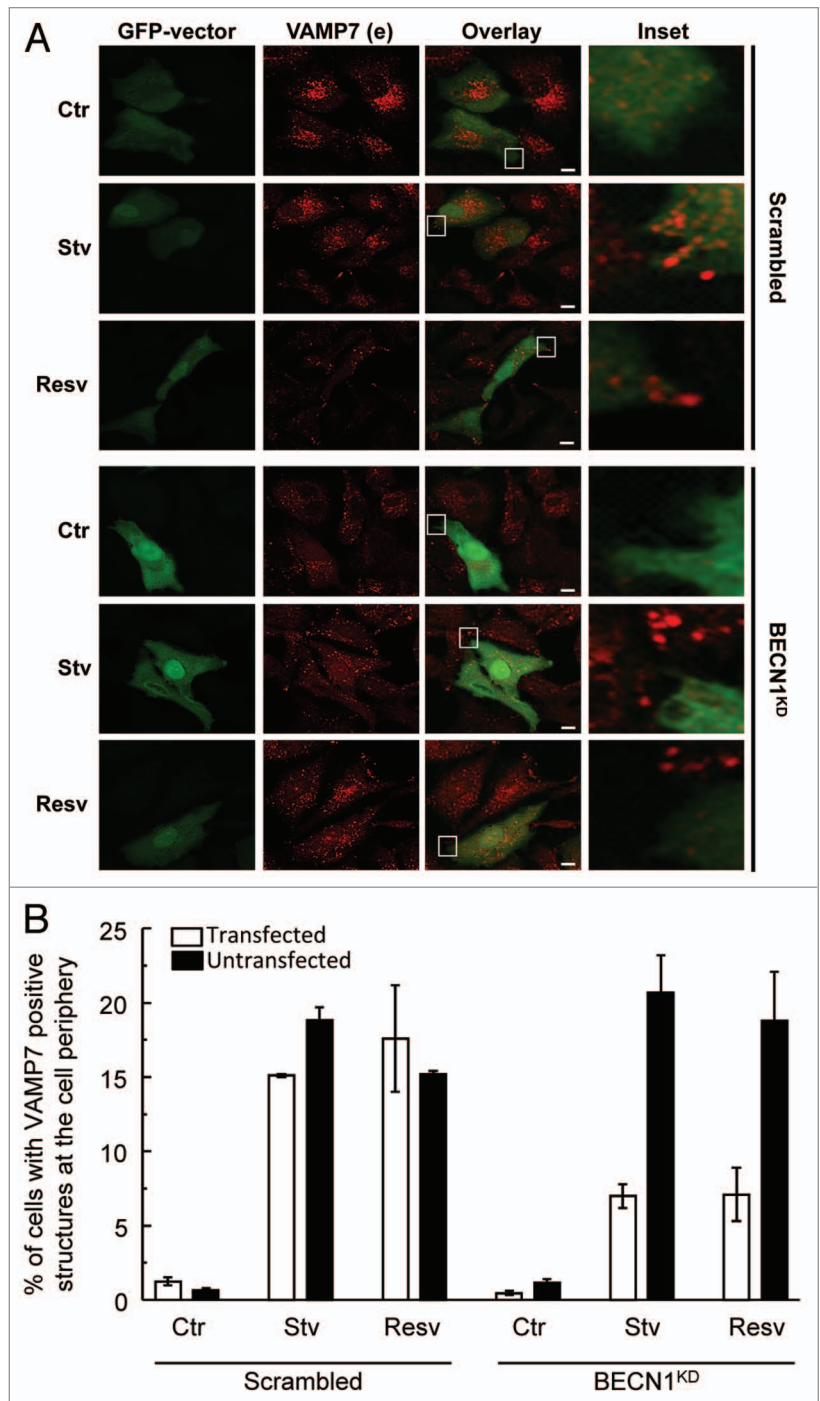 A
GFP-vector VAMP7 (e) Overlay Inset
Ctr
Stv
Resv
Scrambled
Ctr
Stv
Resv
BECN1KD
B
% of cells with VAMP7 positive
structures at the cell periphery
25
20
15
10
5
0
Transfected
Untransfected
Ctr Stv Resv Ctr Stv Resv
Scrambled BECN1KD